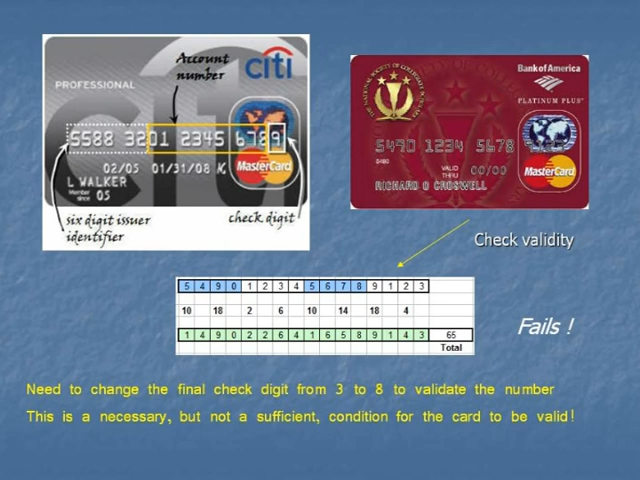 Account
number
citi
PROFESSIONAL
5588 3201 2345 6789
02/05 01/31/08 K
L WALKER
Member
since 05
MasterCard
six digit issuer
identifier
check digit
BankofAmerica
PLATINUM PLUS
5490 1234 5678
5490
VALID
THRU 00/00
RICHARD O CROSWELL
MasterCard
Check validity
5 4 9 0 1 2 3 4 5 6 7 8 9 1 2 3
10 18 2 6 10 14 18 4
1 4 9 0 2 2 6 4 1 6 5 8 9 1 4 3 65
Total
Fails !
Need to change the final check digit from 3 to 8 to validate the number
This is a necessary, but not a sufficient, condition for the card to be valid!